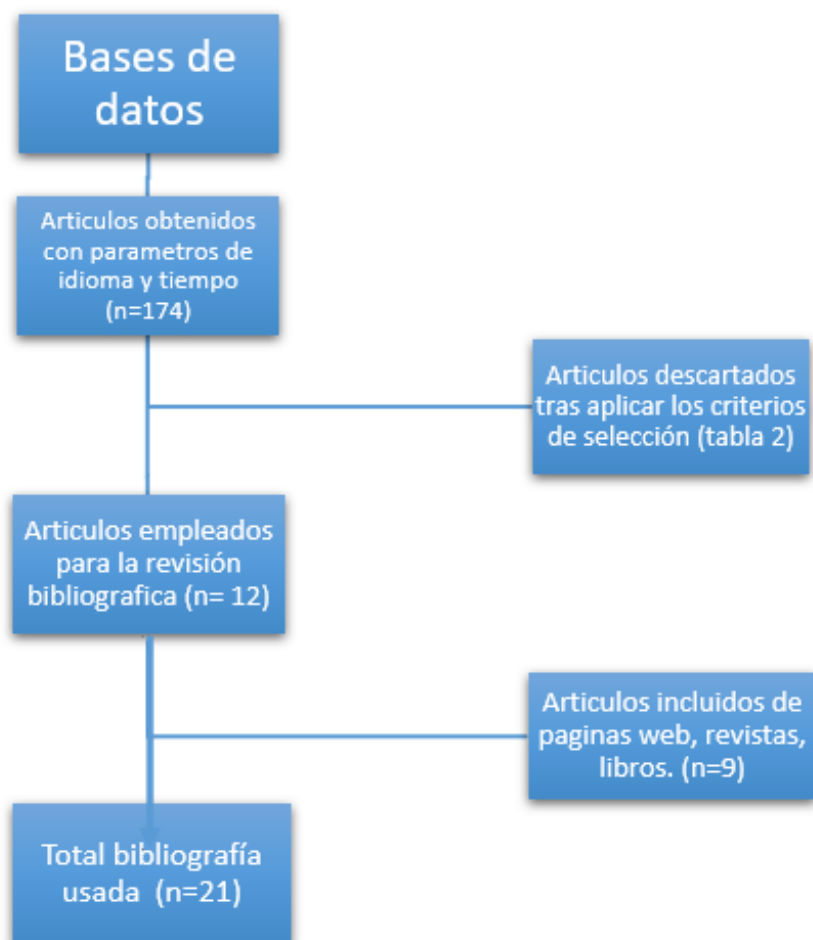 Bases de
datos
Articulos obtenidos
con parametros de
idioma y tiempo
(n=174)
Articulos descartados
tras aplicar los criterios
de selección (tabla 2)
Articulos empleados
para la revisión
bibliografica (n= 12)
Articulos incluidos de
paginas web, revistas,
libros. (n=9)
Total bibliografía
usada (n=21)